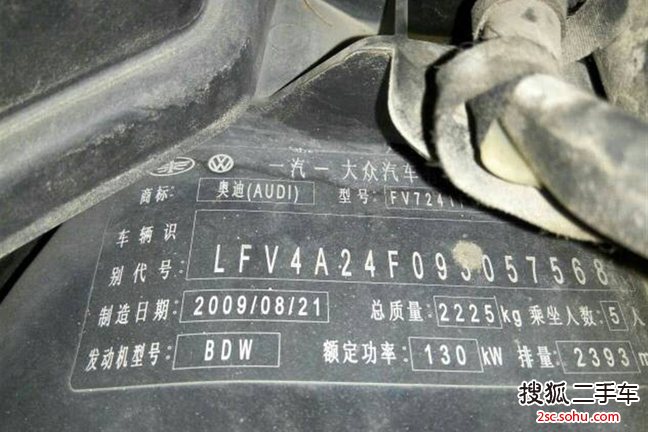 一汽一大众汽车
商标: 奥迪(AUDI) 型号: FV7241
车辆识
别代号: LFV4A24F093057568
制造日期: 2009/08/21 总质量: 2225 kg 乘坐人数: 5 人
发动机型号: BDW 额定功率: 130 kW 排量: 2393 m
搜狐二手车
2sc.sohu.com